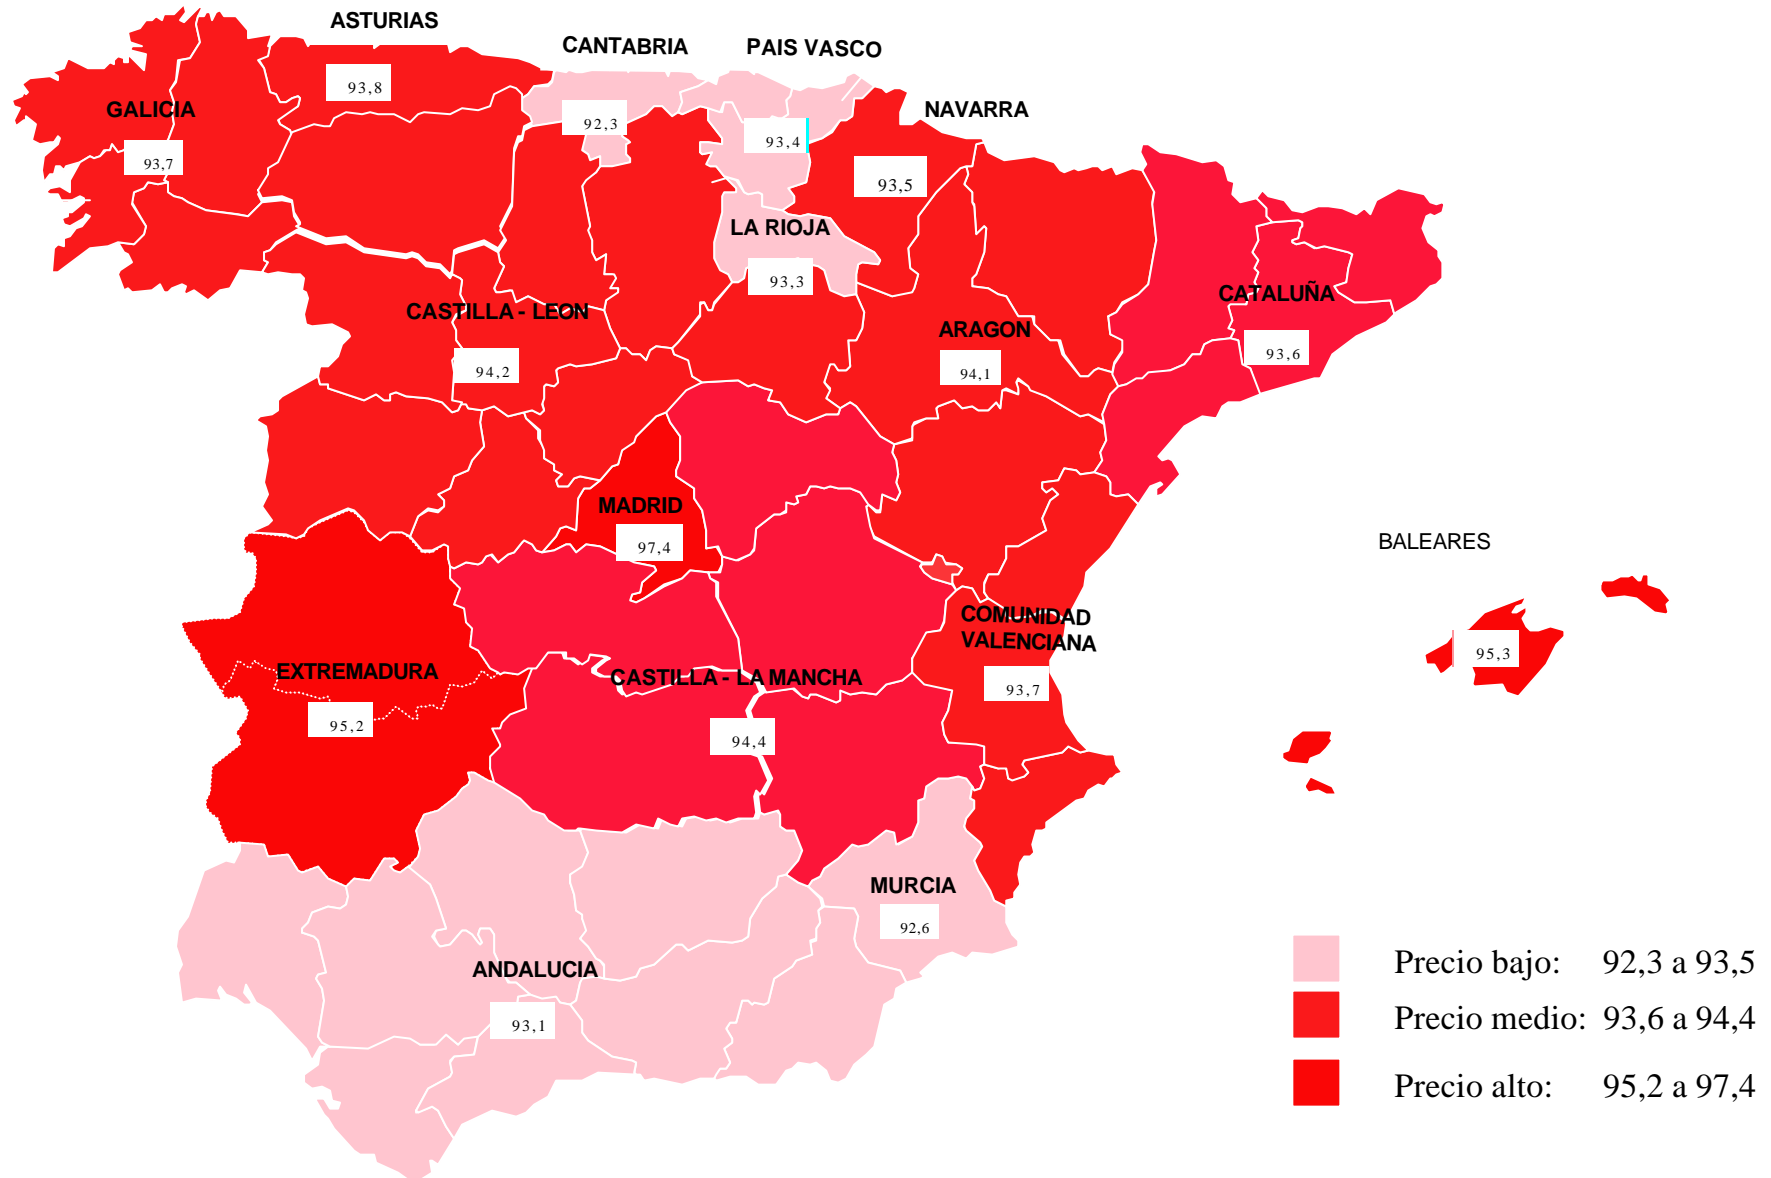 ASTURIAS
93,8
CANTABRIA
92,3
PAIS VASCO
93,4
GALICIA
93,7
NAVARRA
93,5
LA RIOJA
93,3
CASTILLA - LEON
94,2
ARAGON
94,1
CATALUÑA
93,6
MADRID
97,4
BALEARES
95,3
COMUNIDAD
VALENCIANA
93,7
EXTREMADURA
95,2
CASTILLA - LA MANCHA
94,4
MURCIA
92,6
ANDALUCIA
93,1
Precio bajo: 92,3 a 93,5
Precio medio: 93,6 a 94,4
Precio alto: 95,2 a 97,4